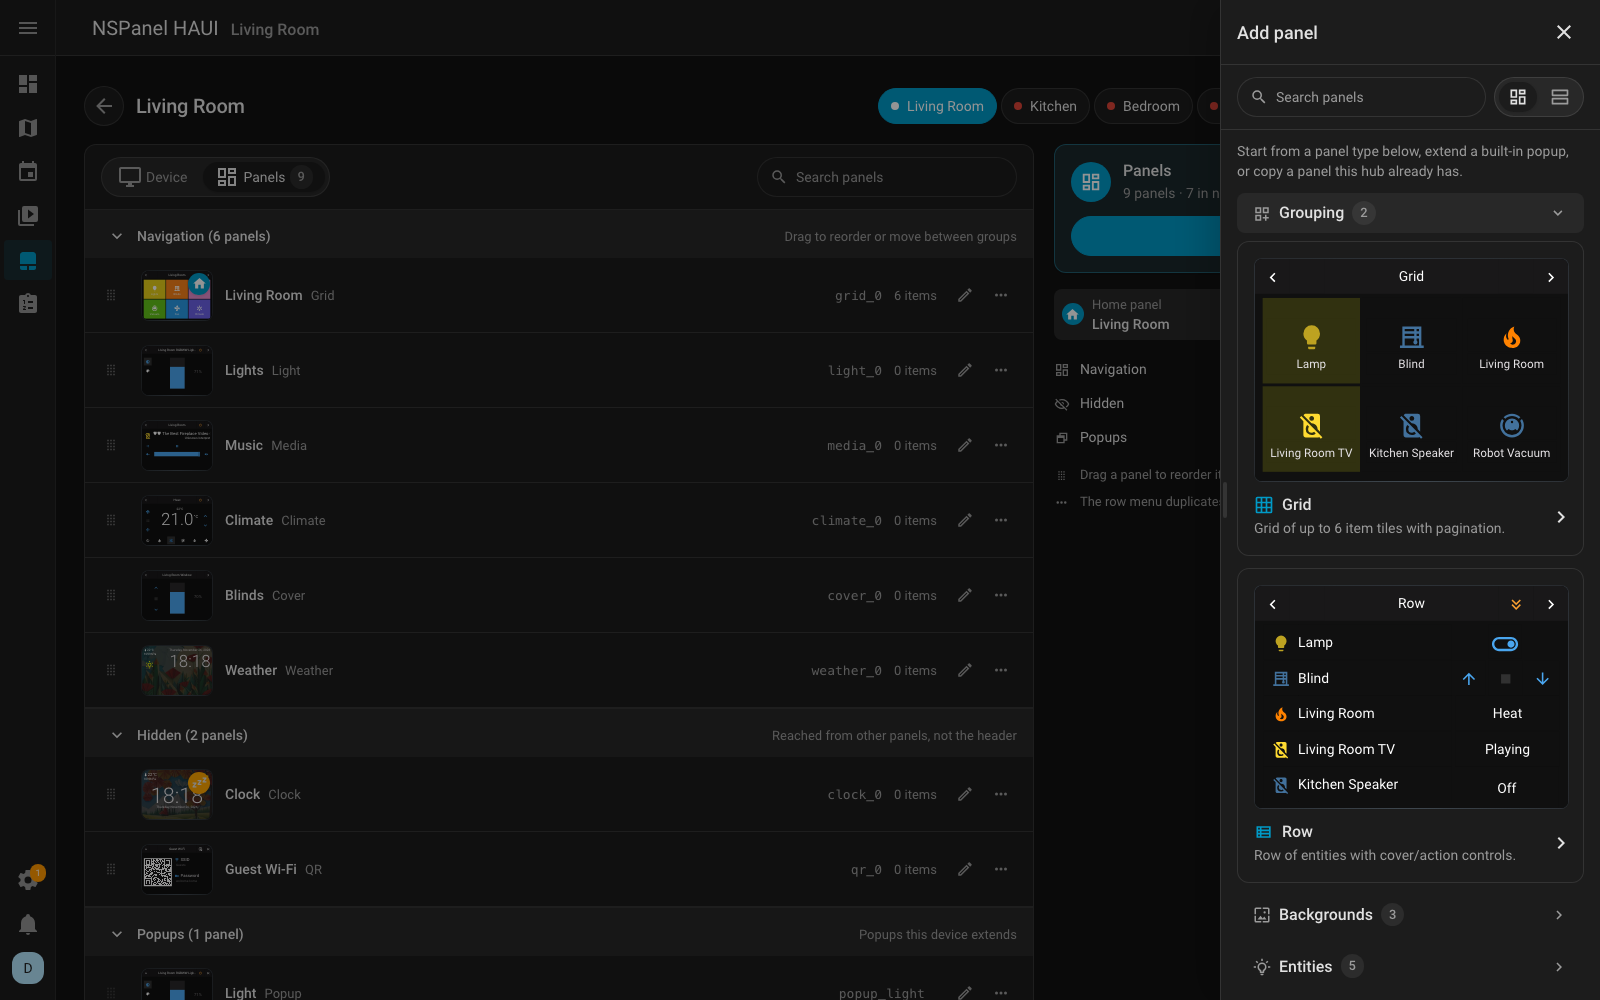 NSPanel HAUI Living Room
Living Room
Living Room
Kitchen
Bedroom
Device
Panels 9
Search panels
Navigation (6 panels)
Drag to reorder or move between groups
Living Room Grid
grid_0 6 items
Lights Light
light_0 0 items
Music Media
media_0 0 items
Climate Climate
climate_0 0 items
21.0
Blinds Cover
cover_0 0 items
Weather Weather
weather_0 0 items
18:18
Hidden (2 panels)
Reached from other panels, not the header
Clock Clock
clock_0 0 items
18:18
Guest Wi-Fi QR
qr_0 0 items
Popups (1 panel)
Popups this device extends
Light Popup
popup_light
1
D
Panels
9 panels · 7 in n
Home panel
Living Room
Navigation
Hidden
Popups
Drag a panel to reorder it
The row menu duplicates
Add panel
Search panels
Start from a panel type below, extend a built-in popup,
or copy a panel this hub already has.
Grouping 2
Grid
Lamp
Blind
Living Room
Living Room TV
Kitchen Speaker
Robot Vacuum
Grid
Grid of up to 6 item tiles with pagination.
Row
Lamp
Blind
Living Room Heat
Living Room TV Playing
Kitchen Speaker Off
Row
Row of entities with cover/action controls.
Backgrounds 3
Entities 5